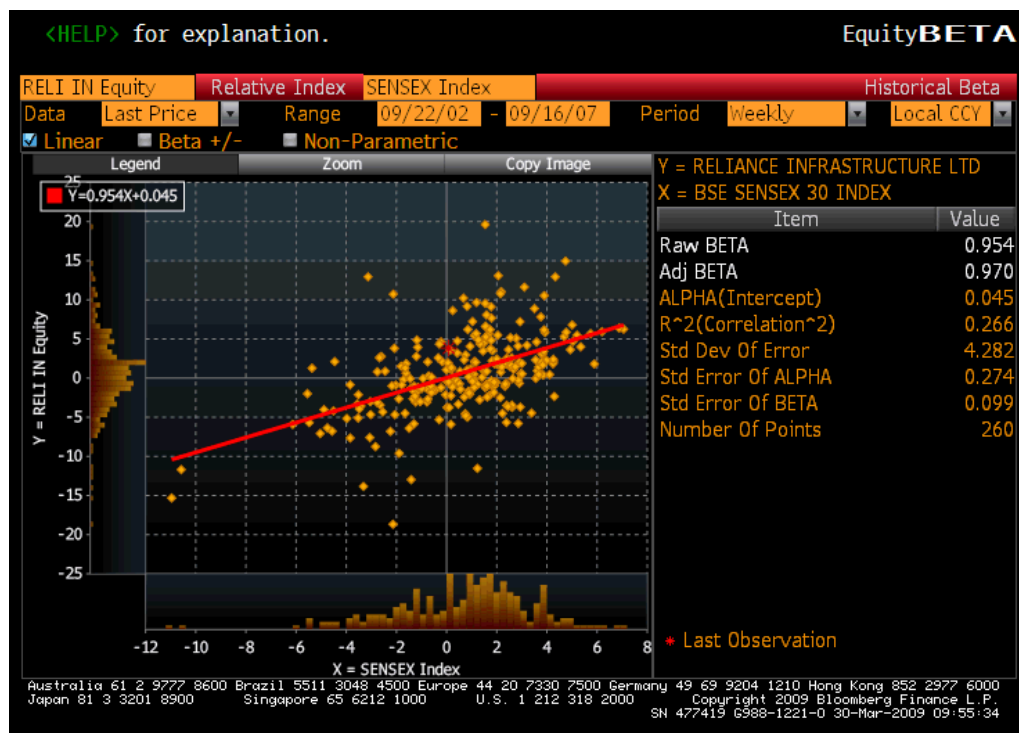 <HELP> for explanation.
EquityBETA
RELI IN Equity Relative Index SENSEX Index Historical Beta
Data Last Price Range 09/22/02 - 09/16/07 Period Weekly Local CCY
Linear Beta +/- Non-Parametric
Legend Zoom Copy Image
Y=0.954X+0.045
25
20
15
10
5
0
-5
-10
-15
-20
-25
Y = RELI IN Equity
-12 -10 -8 -6 -4 -2 0 2 4 6 8
X = SENSEX Index
Y = RELIANCE INFRASTRUCTURE LTD
X = BSE SENSEX 30 INDEX
Item Value
Raw BETA 0.954
Adj BETA 0.970
ALPHA(Intercept) 0.045
R^2(Correlation^2) 0.266
Std Dev Of Error 4.282
Std Error Of ALPHA 0.274
Std Error Of BETA 0.099
Number Of Points 260
* Last Observation
Australia 61 2 9777 8600 Brazil 5511 3048 4500 Europe 44 20 7330 7500 Germany 49 69 9204 1210 Hong Kong 852 2977 6000
Japan 81 3 3201 8900 Singapore 65 6212 1000 U.S. 1 212 318 2000 Copyright 2009 Bloomberg Finance L.P.
SN 477419 G988-1221-0 30-Mar-2009 09:55:34